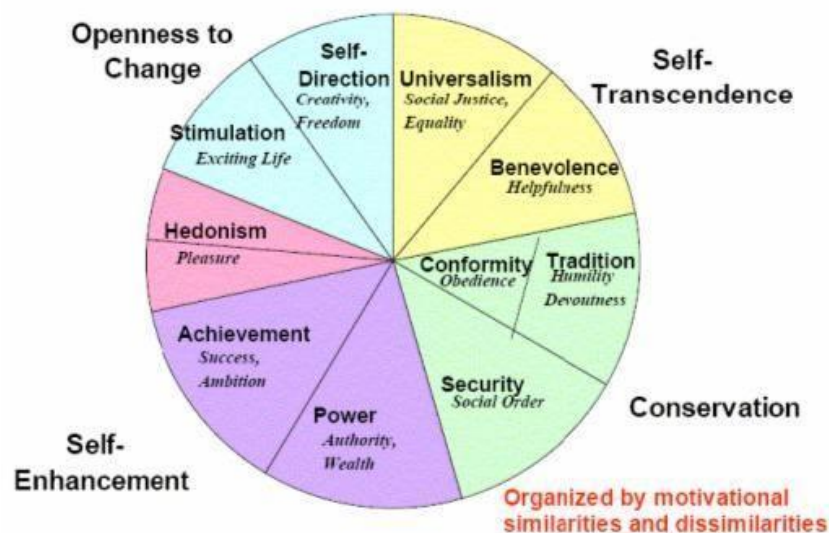 Openness to
Change
Self-
Direction
Creativity,
Freedom
Universalism
Social Justice,
Equality
Self-
Transcendence
Stimulation
Exciting Life
Benevolence
Helpfulness
Hedonism
Pleasure
Conformity
Obedience
Tradition
Humility
Devoutness
Achievement
Success,
Ambition
Security
Social Order
Power
Authority,
Wealth
Conservation
Self-
Enhancement
Organized by motivational
similarities and dissimilarities